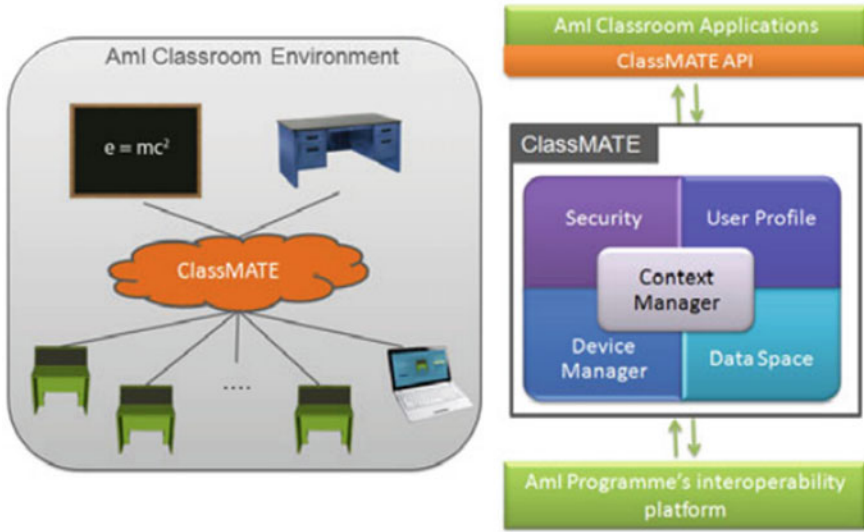 AmI Classroom Environment
e = mc²
ClassMATE
....
AmI Classroom Applications
ClassMATE API
ClassMATE
Security
User Profile
Context
Manager
Device
Manager
Data Space
AmI Programme's interoperability
platform